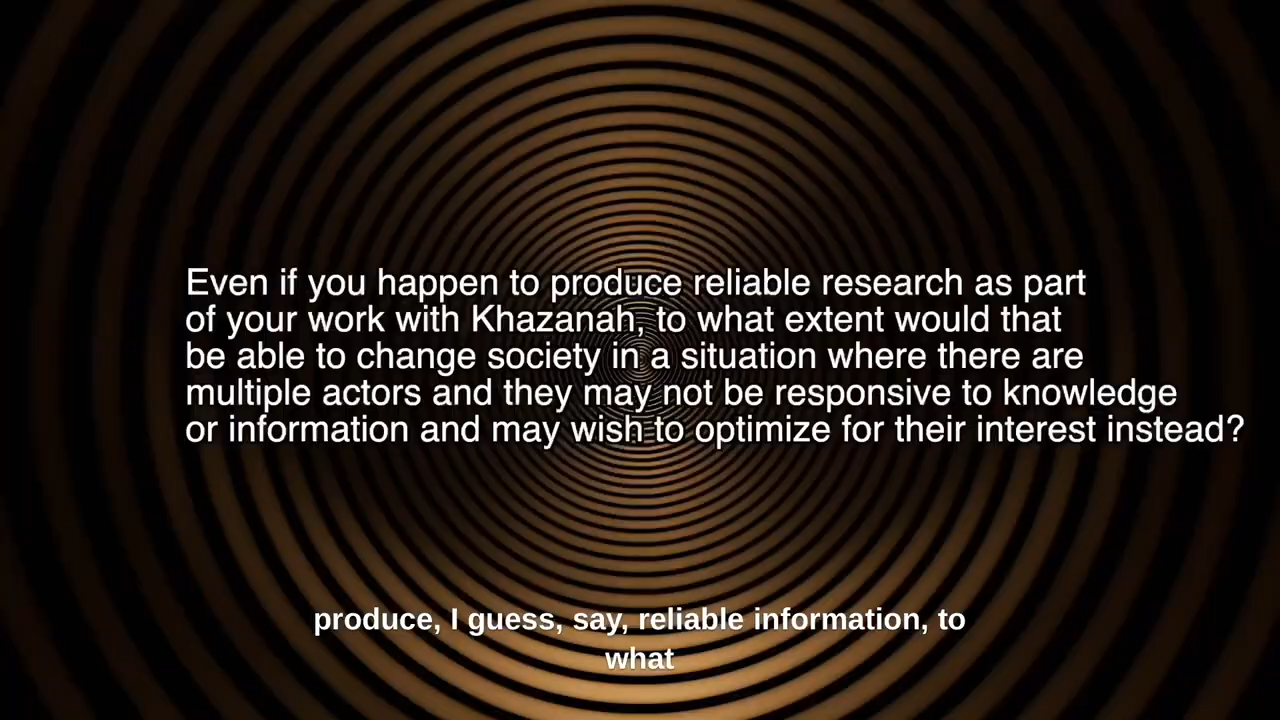 Even if you happen to produce reliable research as part
of your work with Khazanah, to what extent would that
be able to change society in a situation where there are
multiple actors and they may not be responsive to knowledge
or information and may wish to optimize for their interest instead?
produce, I guess, say, reliable information, to
what